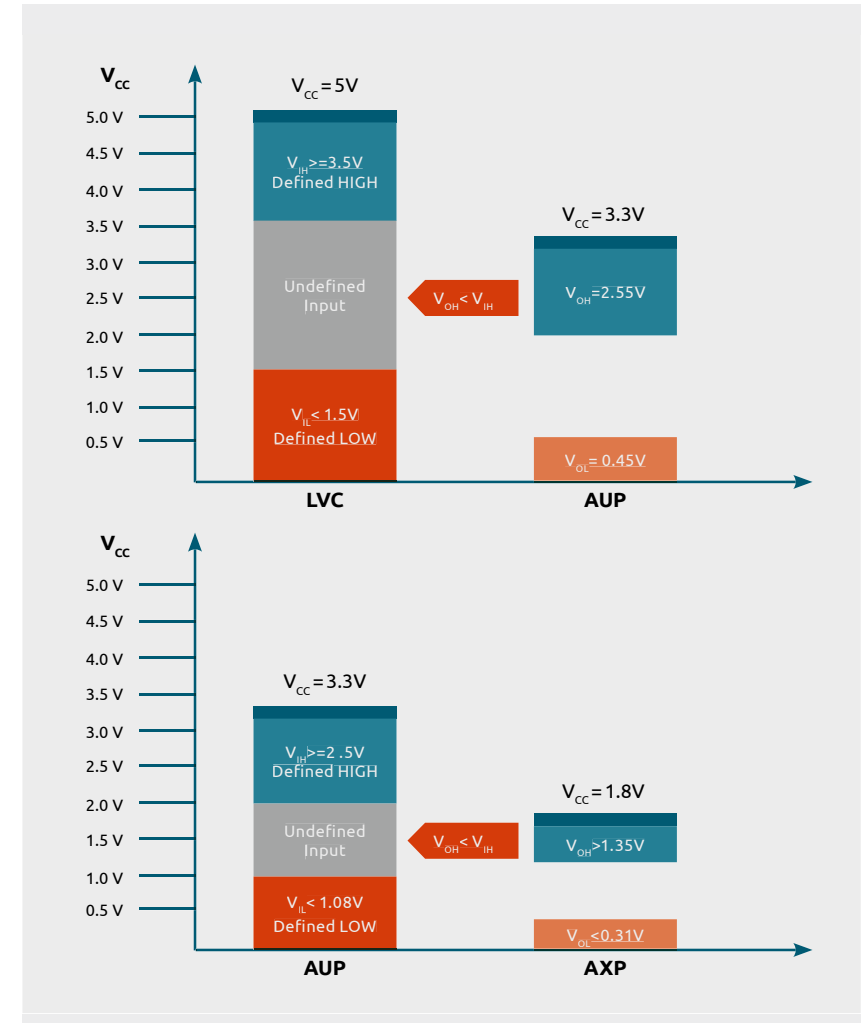 Vcc
Vcc = 5V
5.0 V
4.5 V
4.0 V
3.5 V
3.0 V
2.5 V
2.0 V
1.5 V
1.0 V
0.5 V
VIH>=3.5V
Defined HIGH
Undefined
Input
VIL< 1.5V
Defined LOW
VOH< VIH
Vcc = 3.3V
VOH=2.55V
VOL= 0.45V
LVC
AUP
Vcc
5.0 V
4.5 V
4.0 V
3.5 V
3.0 V
2.5 V
2.0 V
1.5 V
1.0 V
0.5 V
Vcc = 3.3V
VIH>=2 .5V
Defined HIGH
Undefined
Input
VIL< 1.08V
Defined LOW
VOH< VIH
Vcc = 1.8V
VOH>1.35V
VOL<0.31V
AUP
AXP